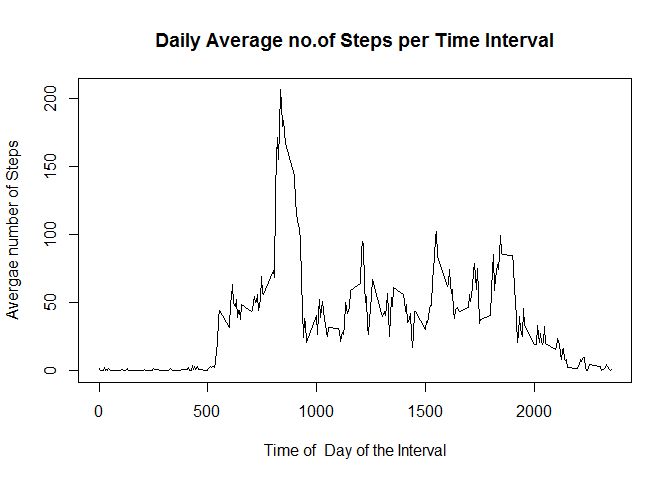 Daily Average no.of Steps per Time Interval
Avergae number of Steps
200
150
100
50
0
0 500 1000 1500 2000
Time of  Day of the Interval